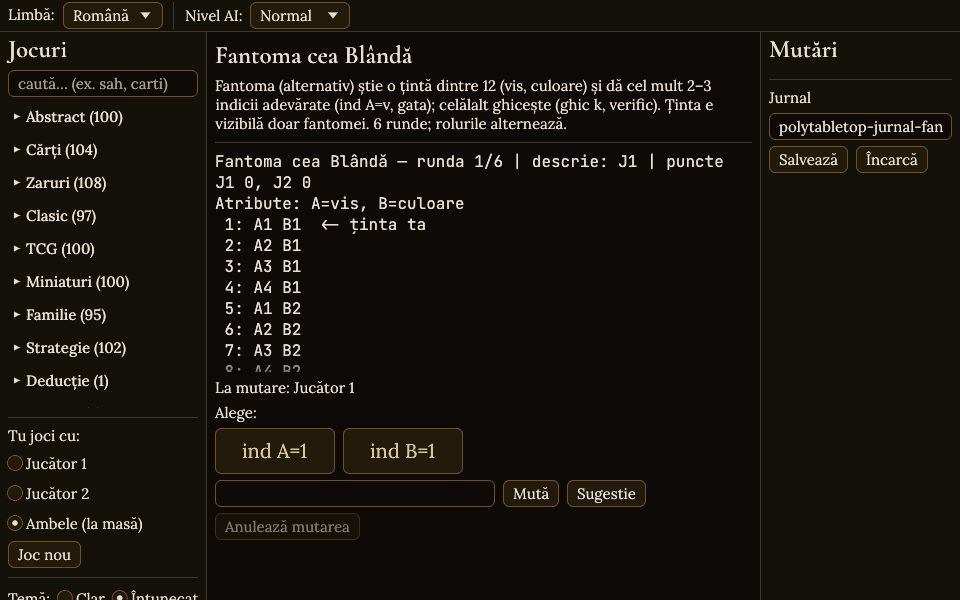 Limbă: Română ▼ Nivel AI: Normal ▼
Jocuri
caută... (ex. sah, carti)
▸ Abstract (100)
▸ Cărți (104)
▸ Zaruri (108)
▸ Clasic (97)
▸ TCG (100)
▸ Miniaturi (100)
▸ Familie (95)
▸ Strategie (102)
▸ Deducție (1)
Tu joci cu:
Jucător 1
Jucător 2
Ambele (la masă)
Joc nou
Temă: Clar Întunecat
Fantoma cea Blândă
Fantoma (alternativ) știe o țintă dintre 12 (vis, culoare) și dă cel mult 2–3
indicii adevărate (ind A=v, gata); celălalt ghicește (ghic k, verific). Ținta e
vizibilă doar fantomei. 6 runde; rolurile alternează.
Fantoma cea Blândă — runda 1/6 | descrie: J1 | puncte
J1 0, J2 0
Atribute: A=vis, B=culoare
1: A1 B1 ← ținta ta
2: A2 B1
3: A3 B1
4: A4 B1
5: A1 B2
6: A2 B2
7: A3 B2
8: A4 B2
La mutare: Jucător 1
Alege:
ind A=1 ind B=1
Mută Sugestie
Anulează mutarea
Mutări
Jurnal
polytabletop-jurnal-fan
Salvează Încarcă